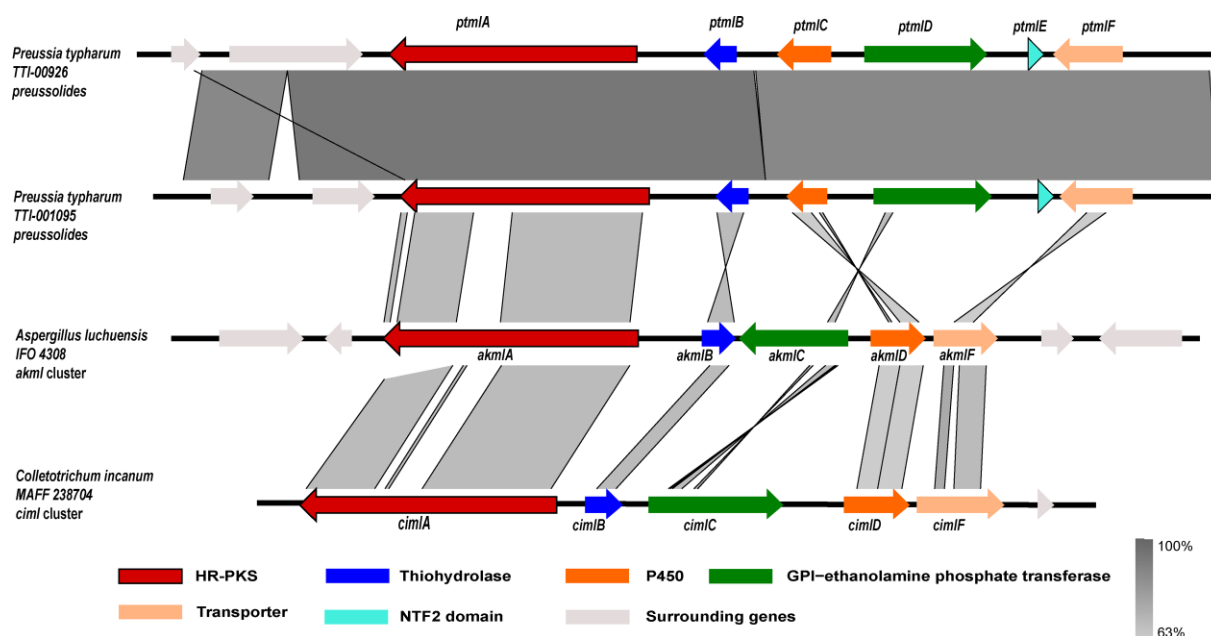 ptmlA ptmlB ptmlC ptmlD ptmlE ptmlF
Preussia typharum
TTI-00926
preussolides
Preussia typharum
TTI-001095
preussolides
Aspergillus luchuensis
IFO 4308
akml cluster
akmlA akmlB akmlC akmlD akmlF
Colletotrichum incanum
MAFF 238704
ciml cluster
cimlA cimlB cimlC cimlD cimlF
HR-PKS Thiohydrolase P450 GPI−ethanolamine phosphate transferase
Transporter NTF2 domain Surrounding genes
100%
63%